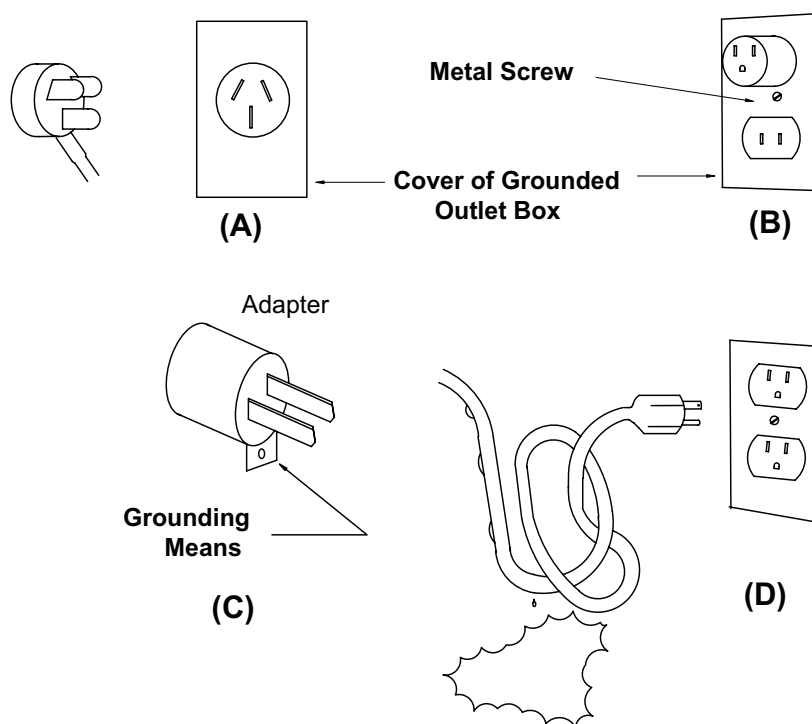 Metal Screw
Cover of Grounded
Outlet Box
(A)
(B)
Adapter
Grounding
Means
(C)
(D)